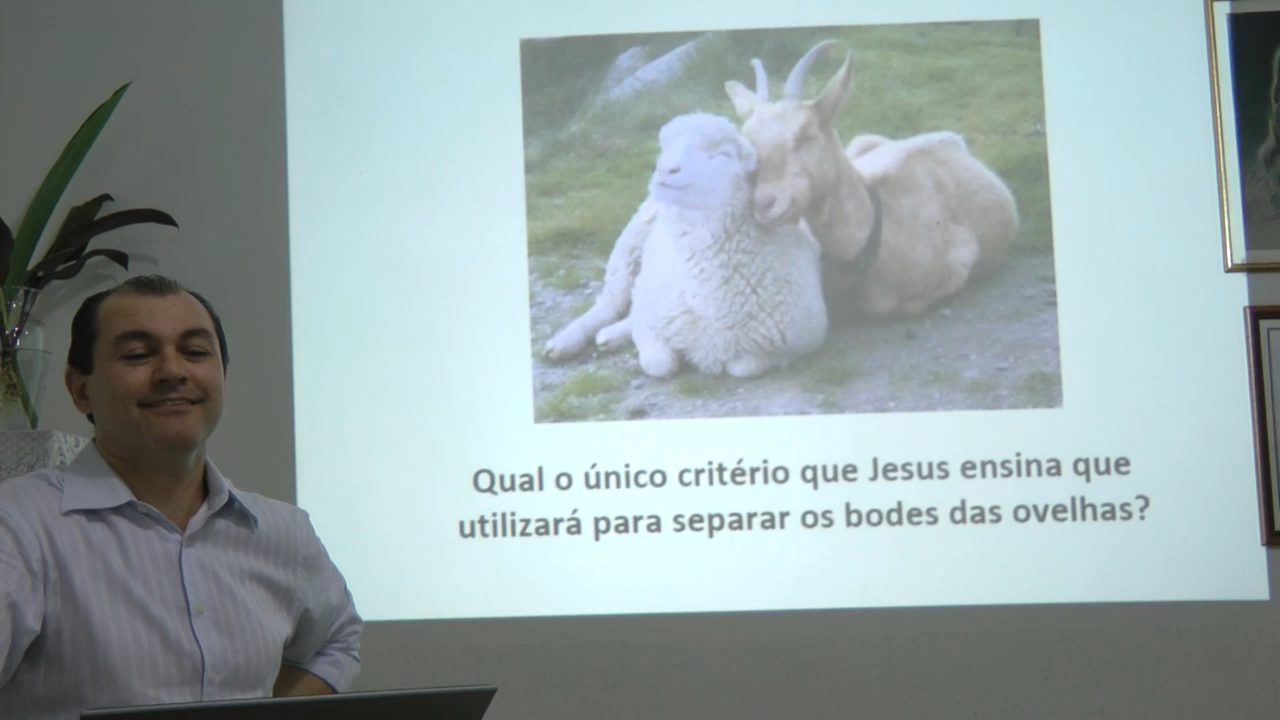 Qual o único critério que Jesus ensina que
utilizará para separar os bodes das ovelhas?